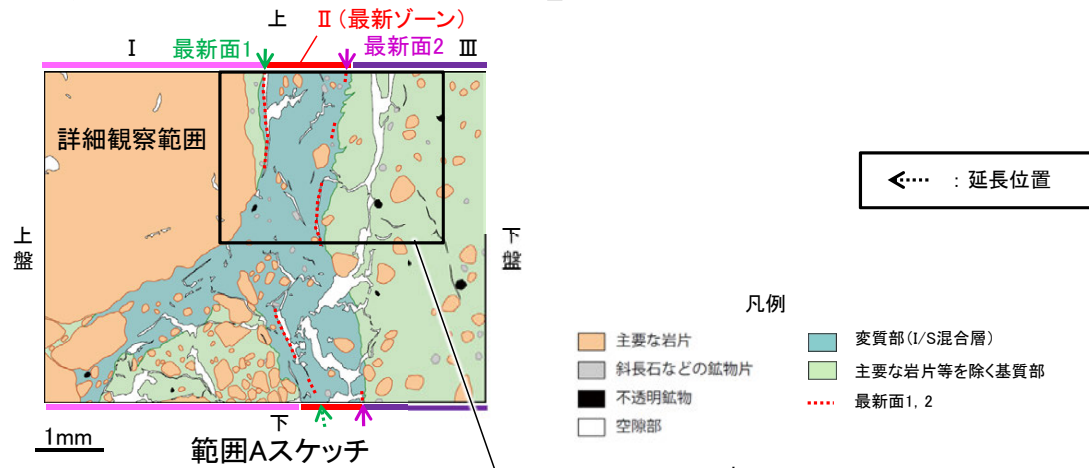 上 Ⅱ（最新ゾーン）
Ⅰ 最新面1 最新面2 Ⅲ
詳細観察範囲
上盤
下盤
下
1mm
範囲Aスケッチ
：延長位置
凡例
主要な岩片
斜長石などの鉱物片
不透明鉱物
空隙部
変質部(I/S混合層)
主要な岩片等を除く基質部
最新面1, 2